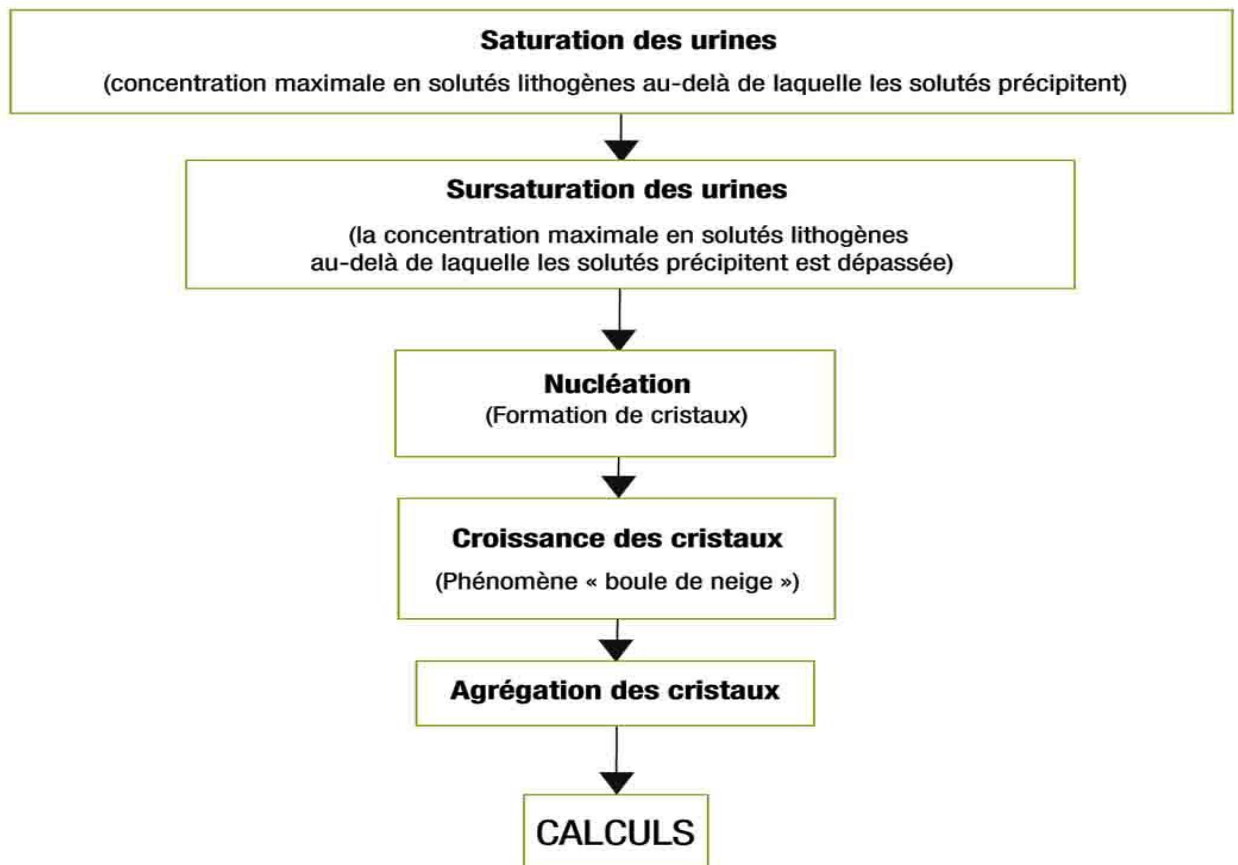 Saturation des urines
(concentration maximale en solutés lithogènes au-delà de laquelle les solutés précipitent)
Sursaturation des urines
(la concentration maximale en solutés lithogènes
au-delà de laquelle les solutés précipitent est dépassée)
Nucléation
(Formation de cristaux)
Croissance des cristaux
(Phénomène « boule de neige »)
Agrégation des cristaux
CALCULS